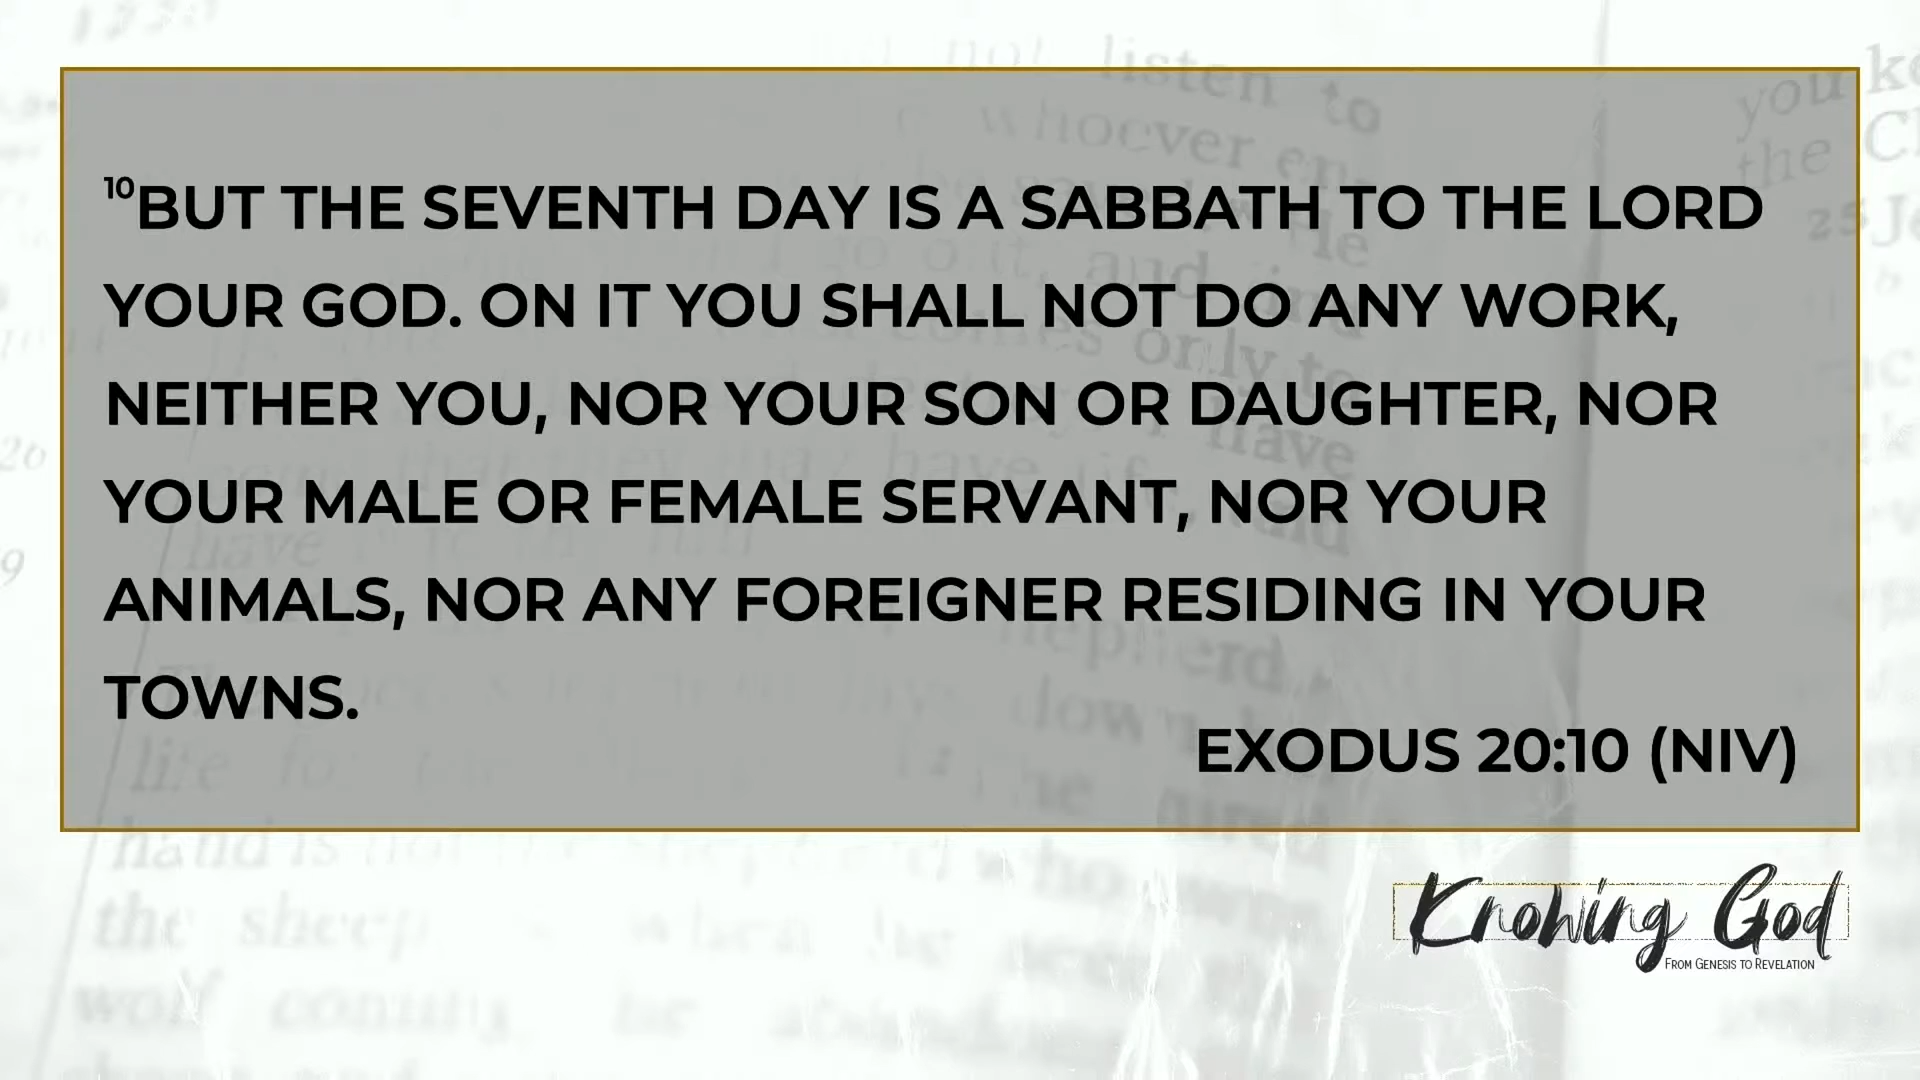 ¹⁰BUT THE SEVENTH DAY IS A SABBATH TO THE LORD
YOUR GOD. ON IT YOU SHALL NOT DO ANY WORK,
NEITHER YOU, NOR YOUR SON OR DAUGHTER, NOR
YOUR MALE OR FEMALE SERVANT, NOR YOUR
ANIMALS, NOR ANY FOREIGNER RESIDING IN YOUR
TOWNS.
EXODUS 20:10 (NIV)
Knowing God
FROM GENESIS TO REVELATION